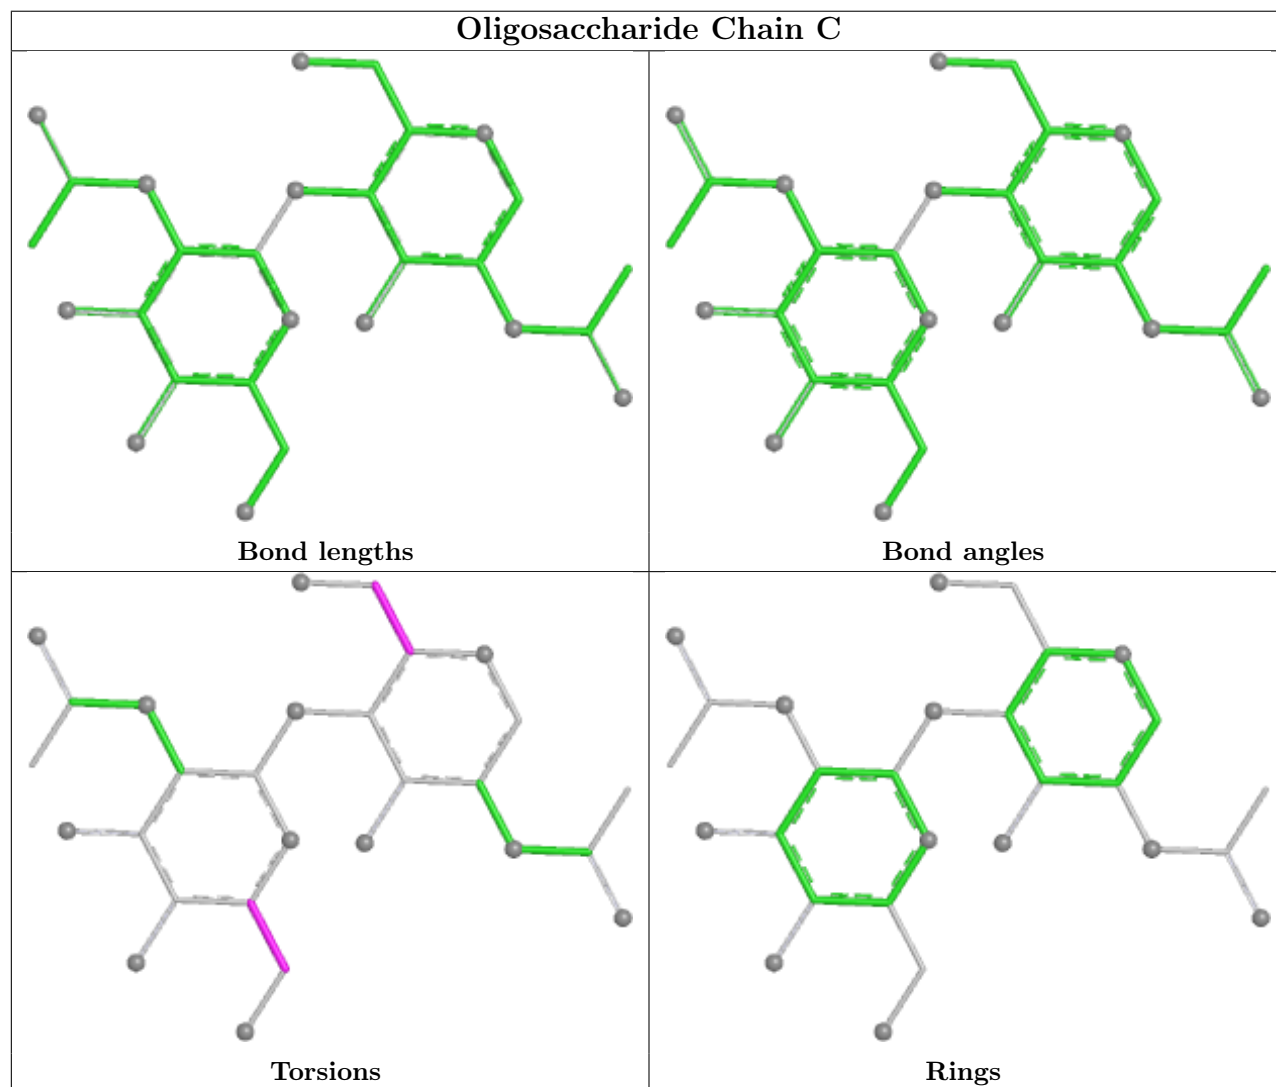 Oligosaccharide Chain C
Bond lengths
Bond angles
Torsions
Rings